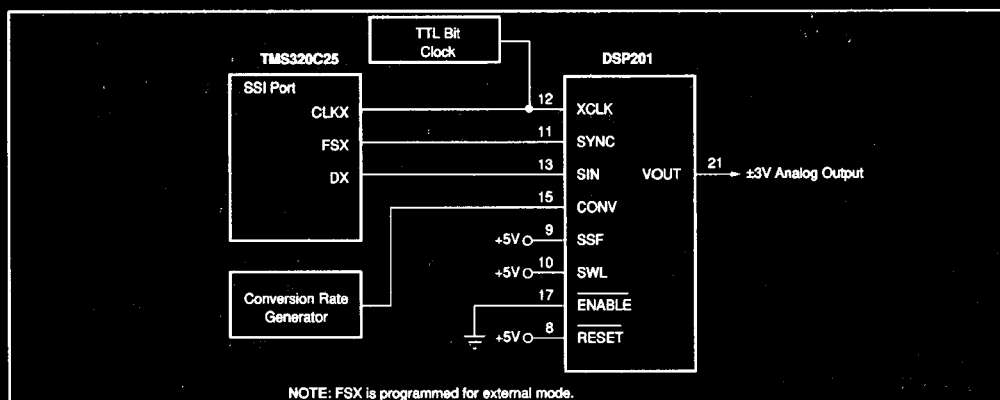 TTL Bit
Clock
TMS320C25
DSP201
SSI Port
CLKX
12
XCLK
FSX
11
SYNC
DX
13
SIN
VOUT
21
±3V Analog Output
15
CONV
+5V
9
SSF
+5V
10
SWL
17
ENABLE
+5V
8
RESET
Conversion Rate
Generator
NOTE: FSX is programmed for external mode.